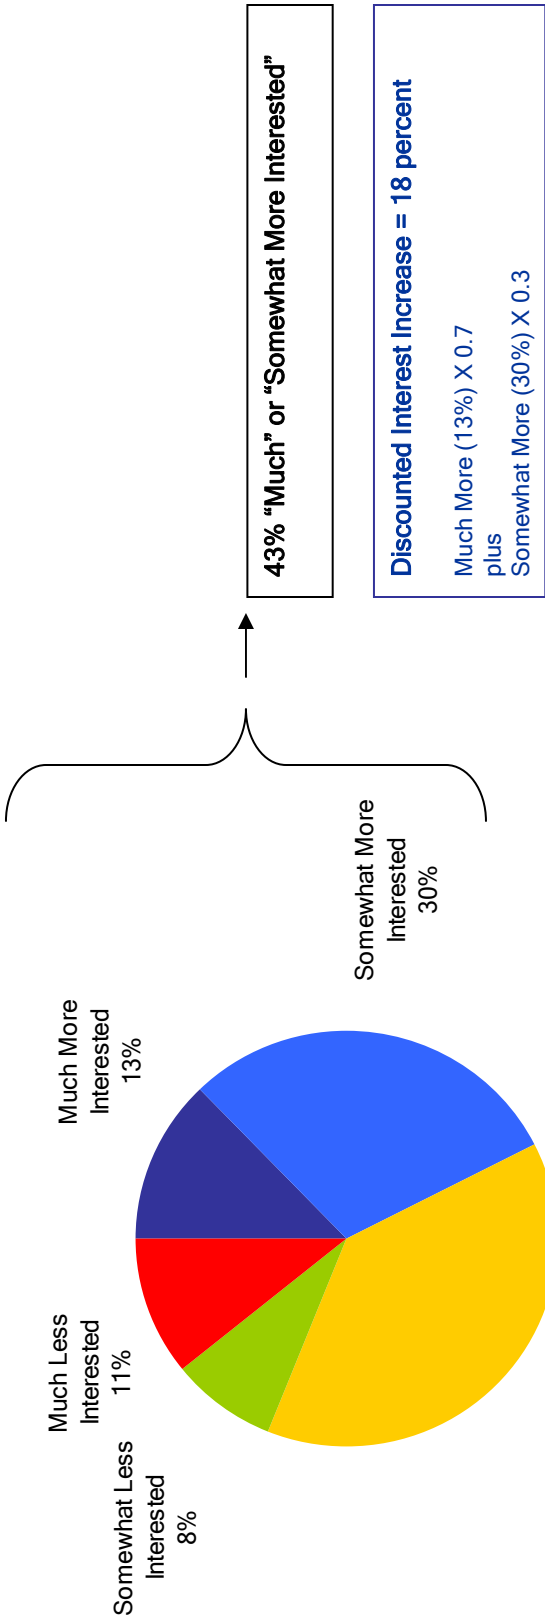 Much More
Interested
13%
Somewhat More
Interested
30%
Much Less
Interested
11%
Somewhat Less
Interested
8%
43% “Much” or “Somewhat More Interested”
Discounted Interest Increase = 18 percent
Much More (13%) X 0.7
plus
Somewhat More (30%) X 0.3